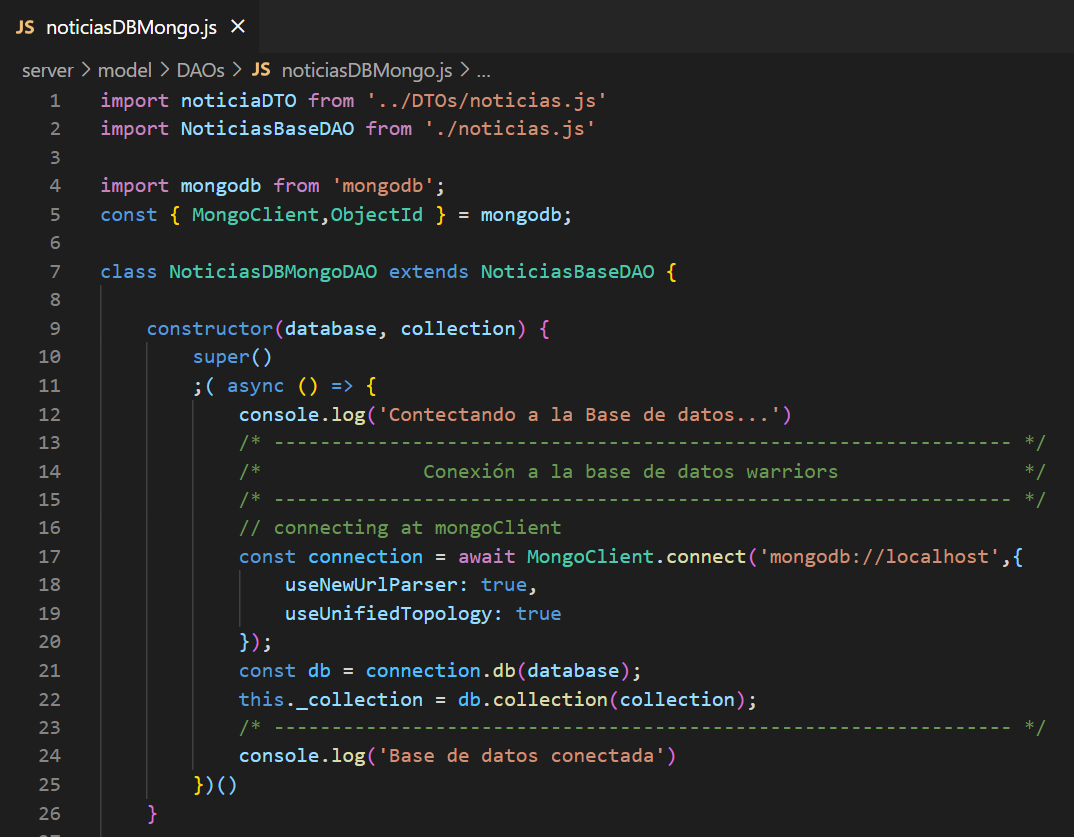 JS noticiasDBMongo.js ×
server > model > DAOs > JS noticiasDBMongo.js > ...
1 import noticiaDTO from '../DTOs/noticias.js'
2 import NoticiasBaseDAO from './noticias.js'
3
4 import mongodb from 'mongodb';
5 const { MongoClient,ObjectId } = mongodb;
6
7 class NoticiasDBMongoDAO extends NoticiasBaseDAO {
8
9 constructor(database, collection) {
10 super()
11 ;( async () => {
12 console.log('Contectando a la Base de datos...')
13 /* ---------------------------------------------------------------- */
14 /* Conexión a la base de datos warriors */
15 /* ---------------------------------------------------------------- */
16 // connecting at mongoClient
17 const connection = await MongoClient.connect('mongodb://localhost',{
18 useNewUrlParser: true,
19 useUnifiedTopology: true
20 });
21 const db = connection.db(database);
22 this._collection = db.collection(collection);
23 /* ---------------------------------------------------------------- */
24 console.log('Base de datos conectada')
25 })()
26 }